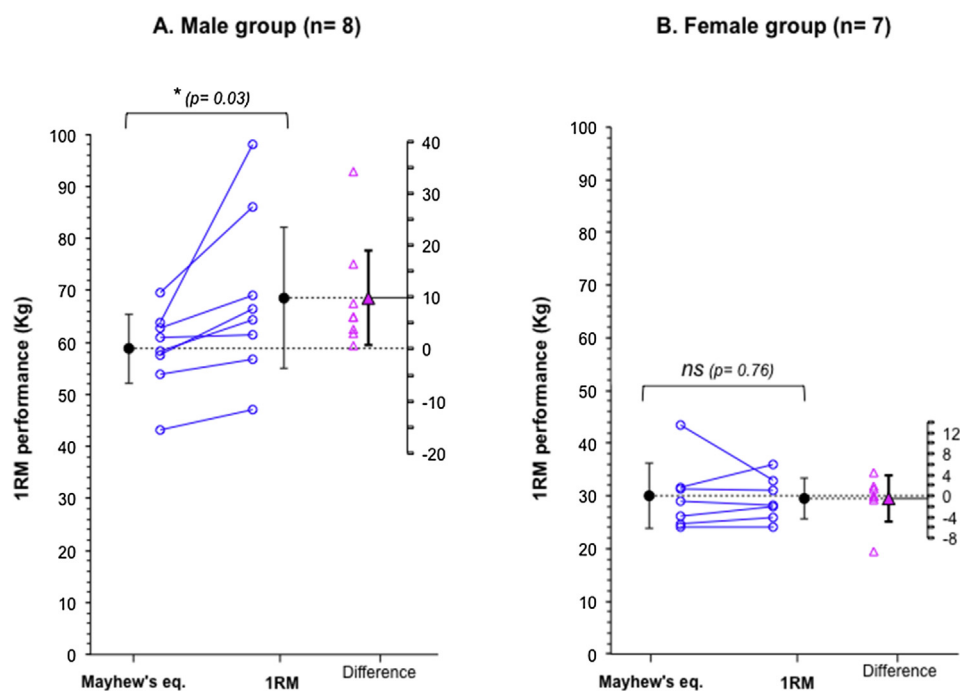 A. Male group (n= 8)
B. Female group (n= 7)
* (p= 0.03)
1RM performance (Kg)
100
90
80
70
60
50
40
30
20
10
0
40
30
20
10
0
-10
-20
Mayhew's eq.
1RM
Difference
ns (p= 0.76)
1RM performance (Kg)
100
90
80
70
60
50
40
30
20
10
0
12
8
4
0
-4
-8
Mayhew's eq.
1RM
Difference